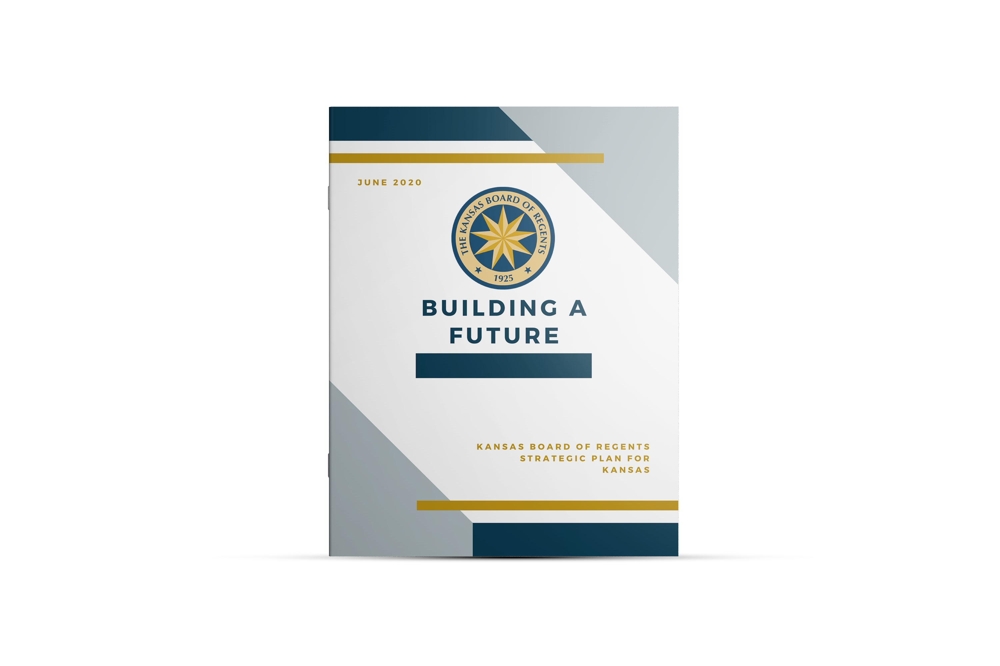 JUNE 2020
THE KANSAS BOARD OF REGENTS
1925
BUILDING A
FUTURE
KANSAS BOARD OF REGENTS
STRATEGIC PLAN FOR
KANSAS